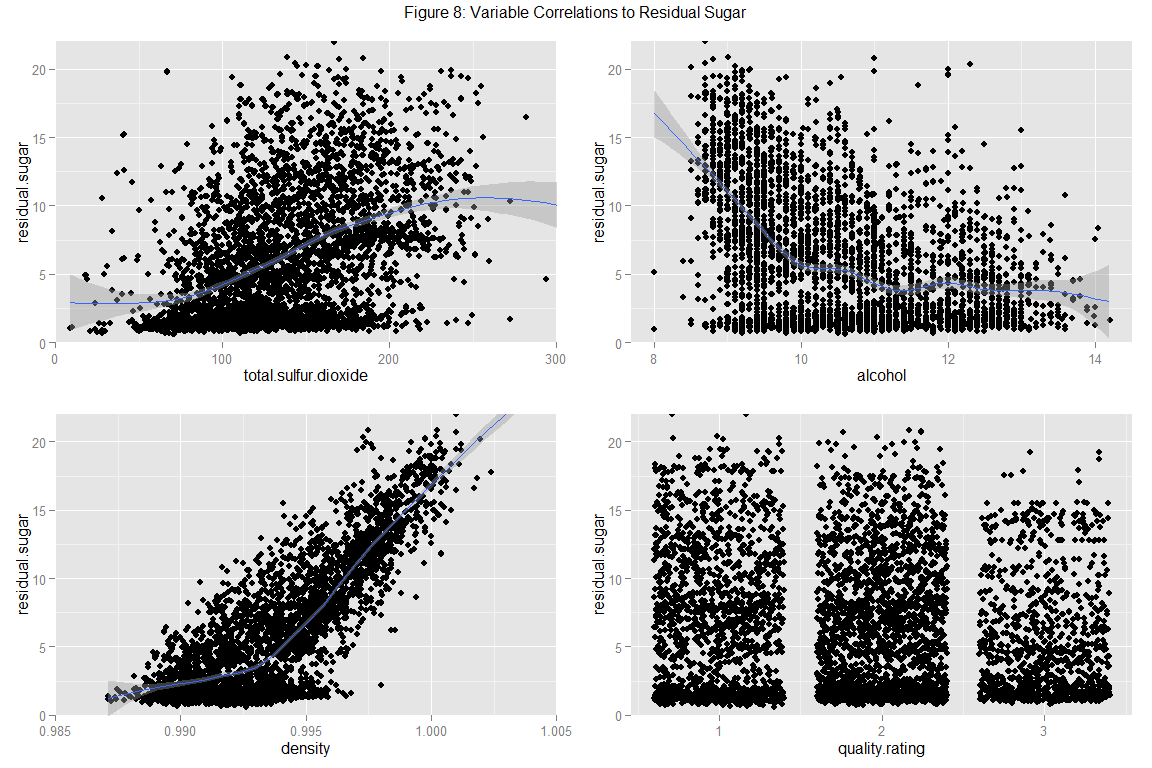 Figure 8: Variable Correlations to Residual Sugar
residual.sugar
20
15
10
5
0
0 100 200 300
total.sulfur.dioxide
residual.sugar
20
15
10
5
0
8 10 12 14
alcohol
residual.sugar
20
15
10
5
0
0.985 0.990 0.995 1.000 1.005
density
residual.sugar
20
15
10
5
0
1 2 3
quality.rating